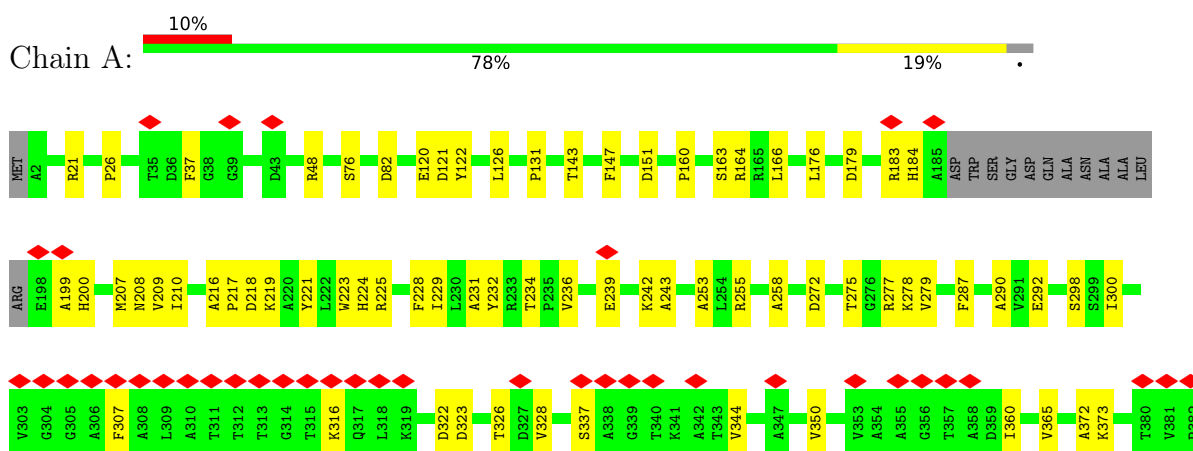 10%
Chain A:
78% 19% •
MET A2 R21 P26 T35 D36 F37 G38 G39 D43 R48 S76 D82 E120 D121 Y122 L126 P131 T143 F147 D151 P160 S163 R164 R165 L166 L176 D179 R183 H184 A185 ASP TRP SER GLY ASP GLN ALA ASN ALA ALA LEU
ARG E198 A199 H200 M207 N208 V209 I210 A216 P217 D218 K219 A220 Y221 L222 W223 H224 R225 F228 I229 L230 A231 Y232 R233 T234 P235 V236 E239 K242 A243 A253 L254 R255 A258 D272 T275 G276 R277 K278 V279 F287 A290 V291 E292 S298 S299 I300
V303 G304 G305 A306 F307 A308 L309 A310 T311 T312 T313 G314 T315 K316 Q317 L318 K319 D322 D323 T326 D327 V328 S337 A338 G339 T340 K341 A342 T343 V344 A347 V350 V353 A354 A355 G356 T357 A358 D359 I360 V365 A372 K373 T380 V381